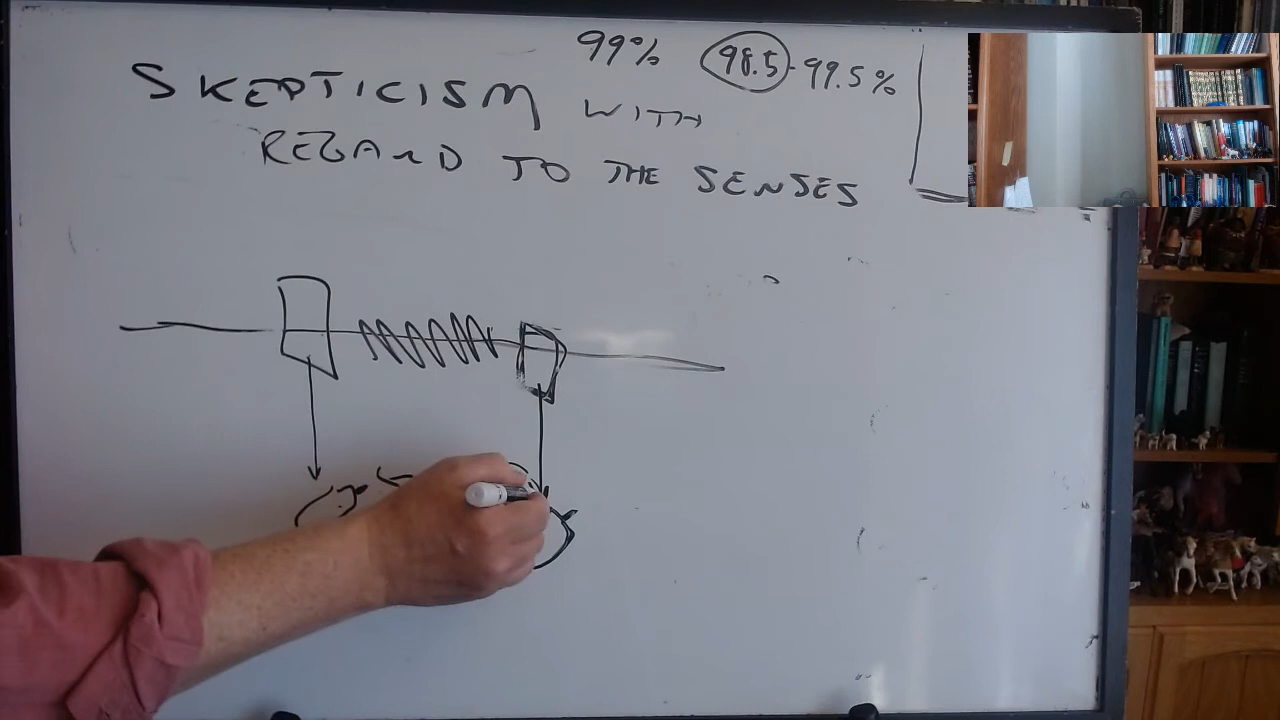 99% 98.5-99.5%
SKEPTICISM WITH
REGARD TO THE SENSES